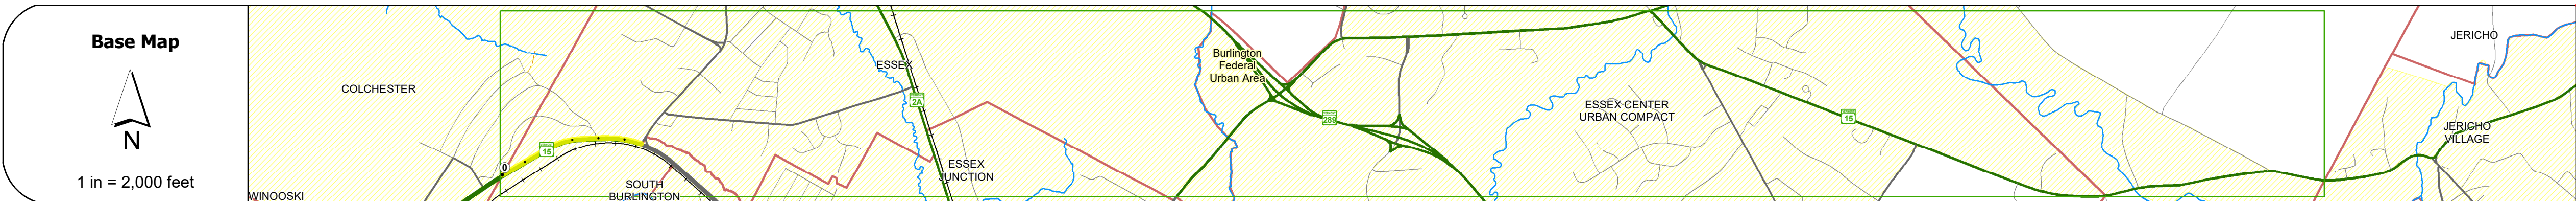 Base Map
N
1 in = 2,000 feet
COLCHESTER
WINOOSKI
0
15
SOUTH
BURLINGTON
ESSEX
2A
ESSEX
JUNCTION
Burlington
Federal
Urban Area
289
ESSEX CENTER
URBAN COMPACT
15
JERICHO
JERICHO
VILLAGE